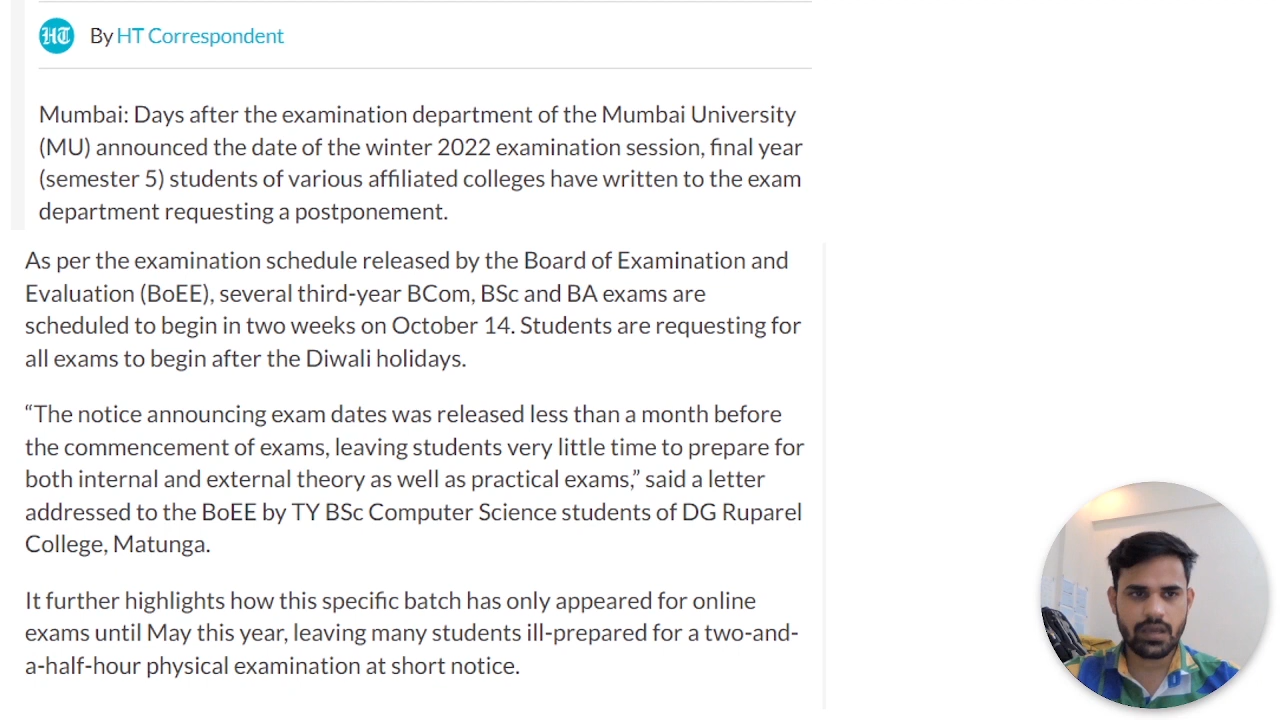 HT By HT Correspondent
Mumbai: Days after the examination department of the Mumbai University
(MU) announced the date of the winter 2022 examination session, final year
(semester 5) students of various affiliated colleges have written to the exam
department requesting a postponement.
As per the examination schedule released by the Board of Examination and
Evaluation (BoEE), several third-year BCom, BSc and BA exams are
scheduled to begin in two weeks on October 14. Students are requesting for
all exams to begin after the Diwali holidays.
“The notice announcing exam dates was released less than a month before
the commencement of exams, leaving students very little time to prepare for
both internal and external theory as well as practical exams,” said a letter
addressed to the BoEE by TY BSc Computer Science students of DG Ruparel
College, Matunga.
It further highlights how this specific batch has only appeared for online
exams until May this year, leaving many students ill-prepared for a two-and-
a-half-hour physical examination at short notice.